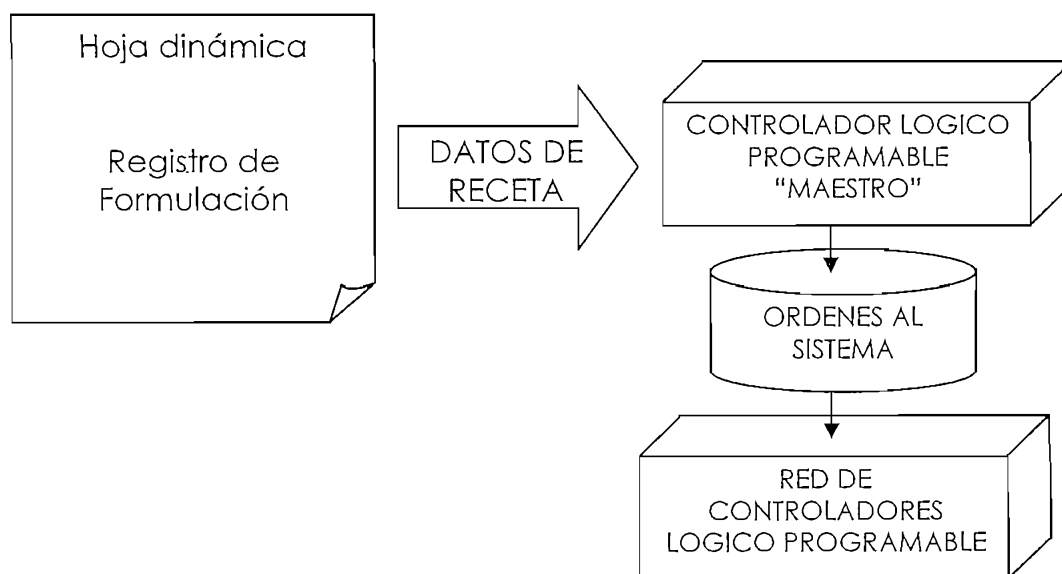 Hoja dinámica
Registro de
Formulación
DATOS DE
RECETA
CONTROLADOR LOGICO
PROGRAMABLE
“MAESTRO”
ORDENES AL
SISTEMA
RED DE
CONTROLADORES
LOGICO PROGRAMABLE